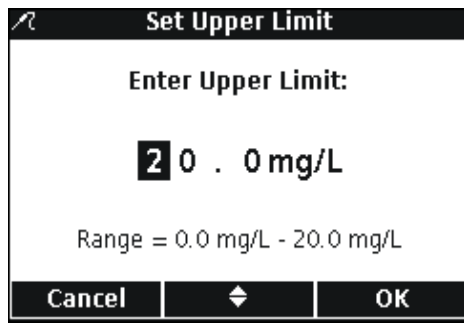 Set Upper Limit
Enter Upper Limit:
20.0 mg/L
Range = 0.0 mg/L - 20.0 mg/L
Cancel OK